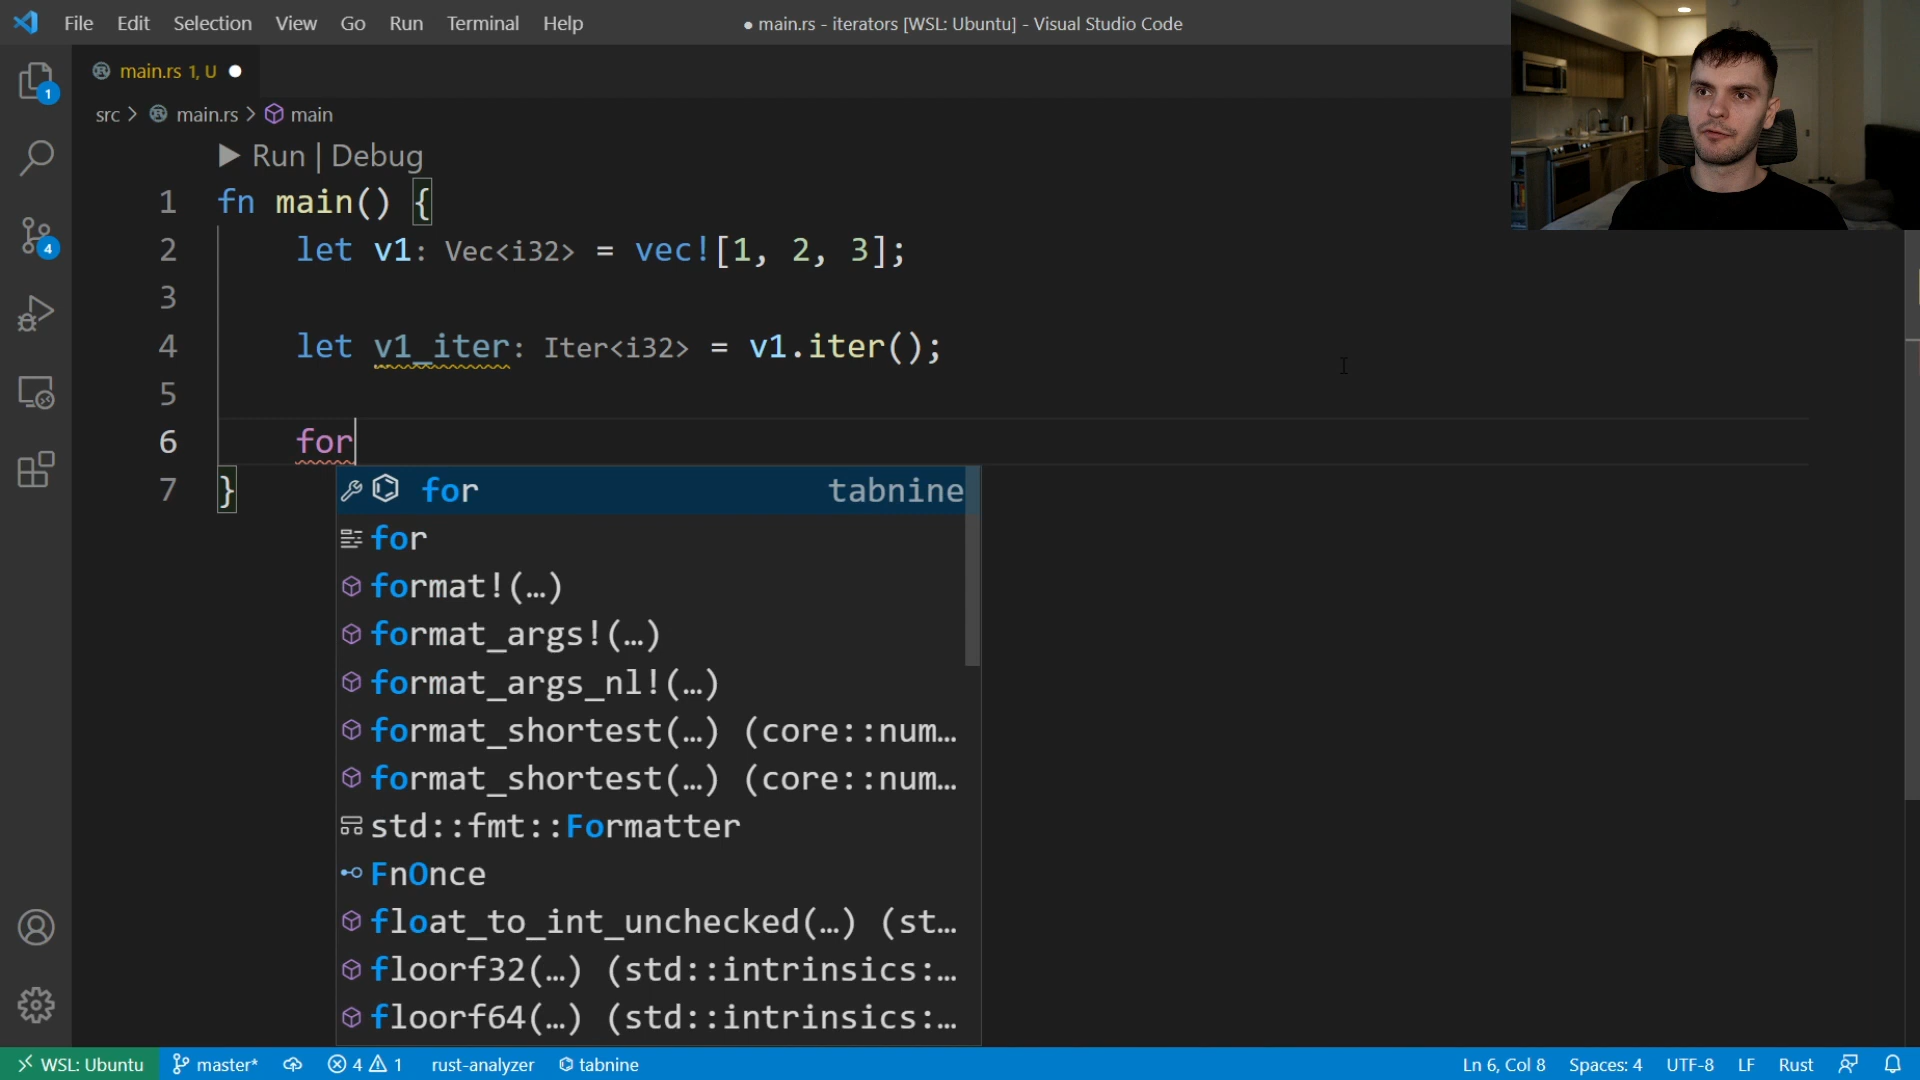 File Edit Selection View Go Run Terminal Help
● main.rs - iterators [WSL: Ubuntu] - Visual Studio Code
main.rs 1, U ●
src > main.rs > main
1
4
▶ Run | Debug
1 fn main() {
2 let v1: Vec<i32> = vec![1, 2, 3];
3
4 let v1_iter: Iter<i32> = v1.iter();
5
6 for
7 }
for tabnine
for
format!(…)
format_args!(…)
format_args_nl!(…)
format_shortest(…) (core::num…
format_shortest(…) (core::num…
std::fmt::Formatter
FnOnce
float_to_int_unchecked(…) (st…
floorf32(…) (std::intrinsics:…
floorf64(…) (std::intrinsics:…
WSL: Ubuntu master* 4 1 rust-analyzer tabnine Ln 6, Col 8 Spaces: 4 UTF-8 LF Rust